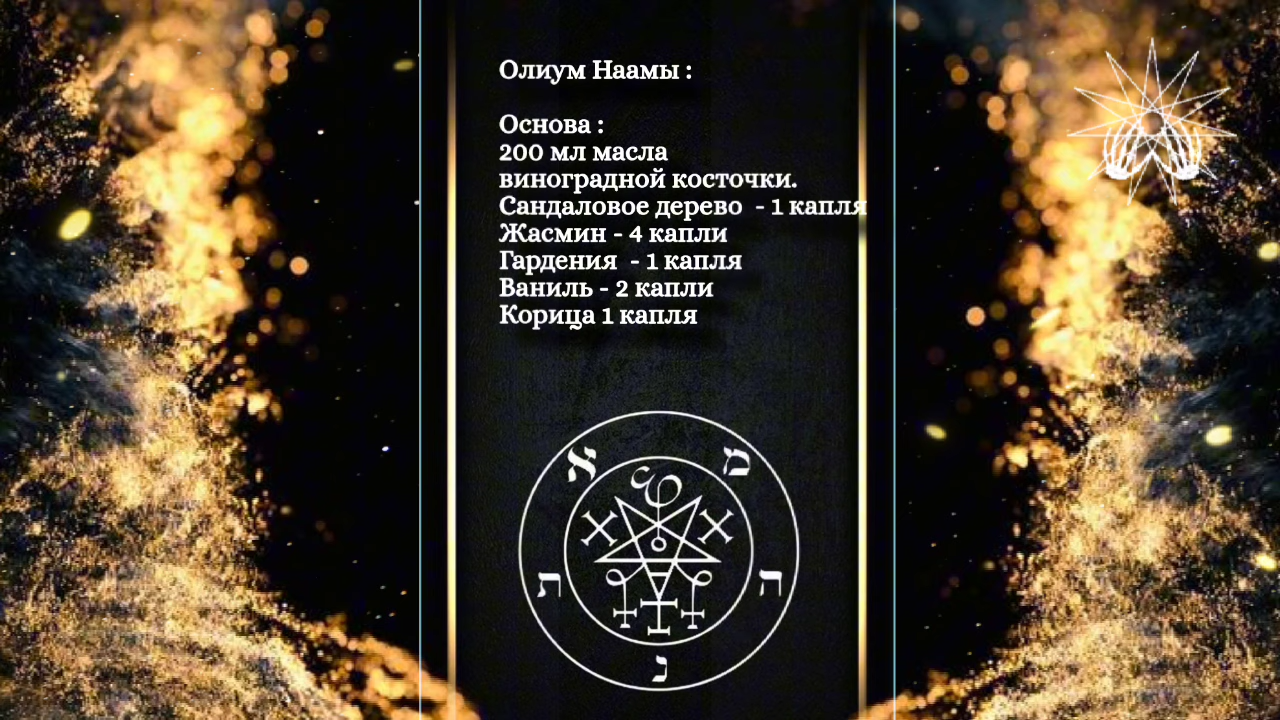 Олиум Наамы :
Основа :
200 мл масла
виноградной косточки.
Сандаловое дерево - 1 капля
Жасмин - 4 капли
Гардения - 1 капля
Ваниль - 2 капли
Корица 1 капля
א מ
ת ה
נ